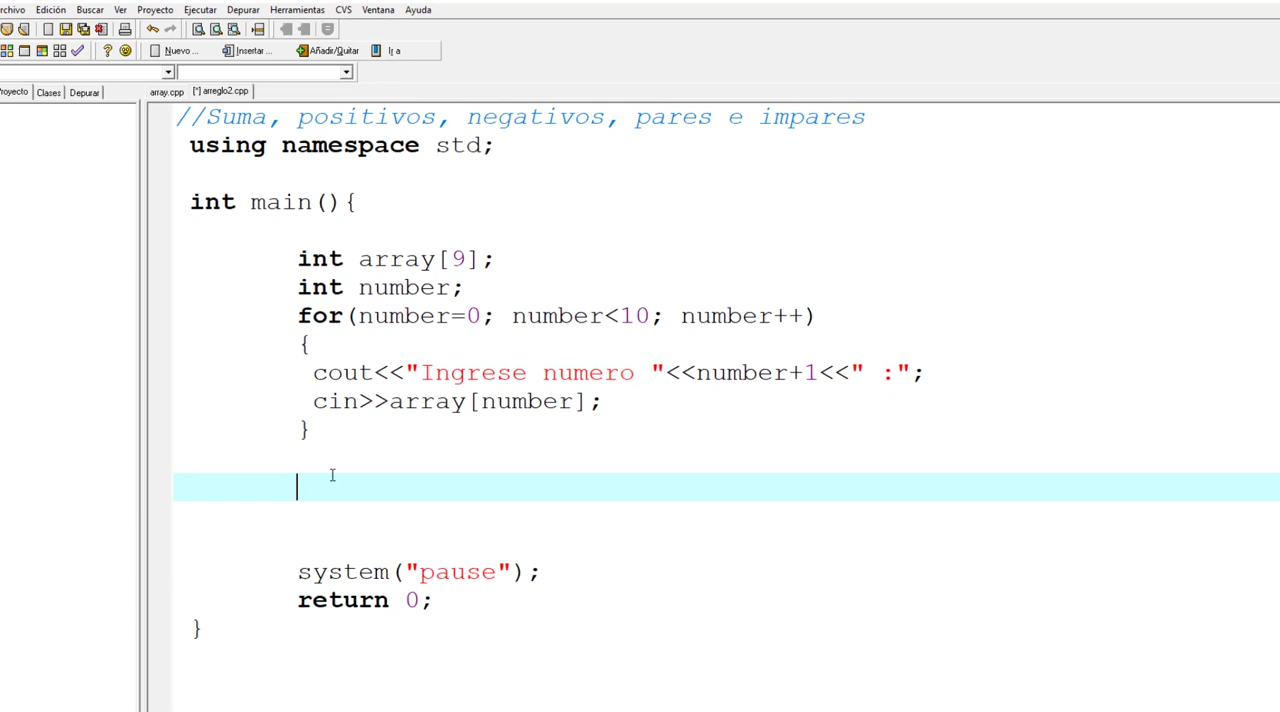 rchivo Edición Buscar Ver Proyecto Ejecutar Depurar Herramientas CVS Ventana Ayuda
Nuevo ... Insertar ... Añadir/Quitar Ir a
royecto Clases Depurar array.cpp [*] arreglo2.cpp
//Suma, positivos, negativos, pares e impares
using namespace std;
int main(){
int array[9];
int number;
for(number=0; number<10; number++)
{
cout<<"Ingrese numero "<<number+1<<" :";
cin>>array[number];
}
system("pause");
return 0;
}